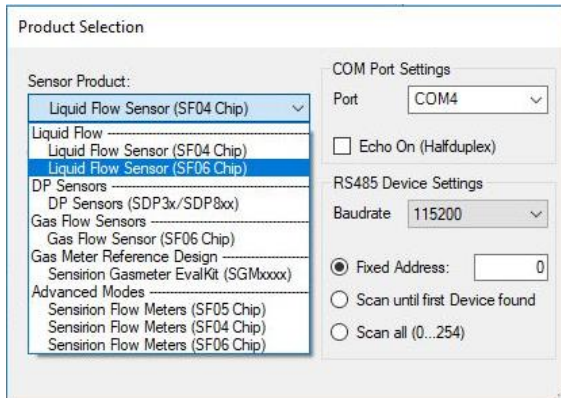 Product Selection
Sensor Product:
Liquid Flow Sensor (SF04 Chip)
Liquid Flow
Liquid Flow Sensor (SF04 Chip)
Liquid Flow Sensor (SF06 Chip)
DP Sensors
DP Sensors (SDP3x/SDP8xx)
Gas Flow Sensors
Gas Flow Sensor (SF06 Chip)
Gas Meter Reference Design
Sensirion Gasmeter EvalKit (SGMxxxx)
Advanced Modes
Sensirion Flow Meters (SF05 Chip)
Sensirion Flow Meters (SF04 Chip)
Sensirion Flow Meters (SF06 Chip)
COM Port Settings
Port COM4
Echo On (Halfduplex)
RS485 Device Settings
Baudrate 115200
Fixed Address: 0
Scan until first Device found
Scan all (0...254)